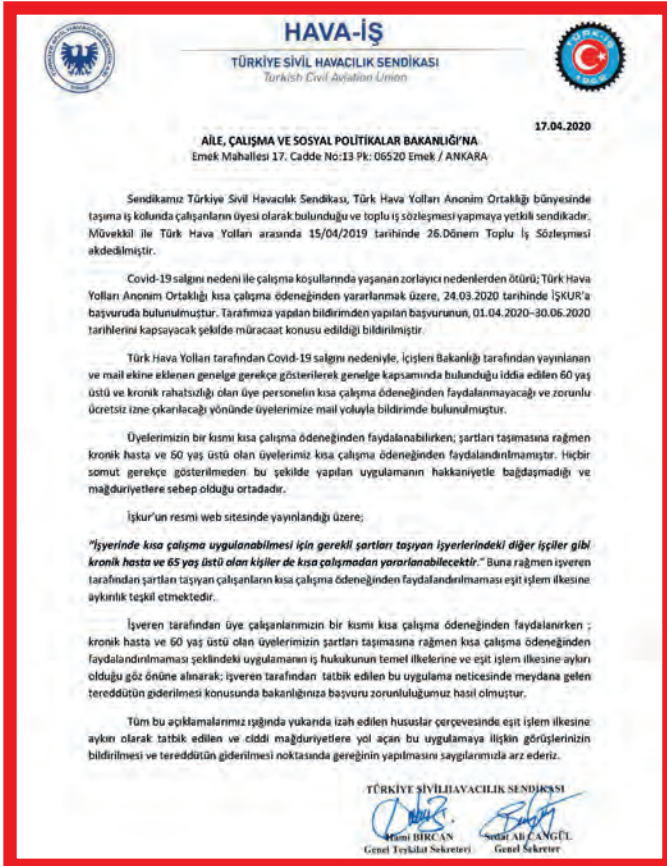 HAVA-İŞ
TÜRKİYE SİVİL HAVACILIK SENDİKASI
Turkish Civil Aviation Union
TÜRK-İŞ
1952
17.04.2020
AİLE, ÇALIŞMA VE SOSYAL POLİTİKALAR BAKANLIĞI'NA
Emek Mahallesi 17. Cadde No:13 Pk: 06520 Emek / ANKARA
Sendikamız Türkiye Sivil Havacılık Sendikası, Türk Hava Yolları Anonim Ortaklığı bünyesinde
taşıma iş kolunda çalışanların üyesi olarak bulunduğu ve toplu iş sözleşmesi yapmaya yetkili sendikadır.
Müvekkil ile Türk Hava Yolları arasında 15/04/2019 tarihinde 26.Dönem Toplu İş Sözleşmesi
akdedilmiştir.
Covid-19 salgını nedeni ile çalışma koşullarında yaşanan zorlayıcı nedenlerden ötürü; Türk Hava
Yolları Anonim Ortaklığı kısa çalışma ödeneğinden yararlanmak üzere, 24.03.2020 tarihinde İŞKUR'a
başvuruda bulunulmuştur. Tarafımıza yapılan bildirimden yapılan başvurunun, 01.04.2020–30.06.2020
tarihlerini kapsayacak şekilde müracaat konusu edildiği bildirilmiştir.
Türk Hava Yolları tarafından Covid-19 salgını nedeniyle, İçişleri Bakanlığı tarafından yayınlanan
ve mail ekine eklenen genelge gerekçe gösterilerek genelge kapsamında bulunduğu iddia edilen 60 yaş
üstü ve kronik rahatsızlığı olan üye personelin kısa çalışma ödeneğinden faydalanmayacağı ve zorunlu
ücretsiz izne çıkarılacağı yönünde üyelerimize mail yoluyla bildirimde bulunulmuştur.
Üyelerimizin bir kısmı kısa çalışma ödeneğinden faydalanabilirken; şartları taşımasına rağmen
kronik hasta ve 60 yaş üstü olan üyelerimiz kısa çalışma ödeneğinden faydalandırılmamıştır. Hiçbir
somut gerekçe gösterilmeden bu şekilde yapılan uygulamanın hakkaniyetle bağdaşmadığı ve
mağduriyetlere sebep olduğu ortadadır.
İşkur'un resmi web sitesinde yayınlandığı üzere;
"İşyerinde kısa çalışma uygulanabilmesi için gerekli şartları taşıyan işyerlerindeki diğer işçiler gibi
kronik hasta ve 65 yaş üstü olan kişiler de kısa çalışmadan yararlanabilecektir." Buna rağmen işveren
tarafından şartları taşıyan çalışanların kısa çalışma ödeneğinden faydalandırılmaması eşit işlem ilkesine
aykırılık teşkil etmektedir.
İşveren tarafından üye çalışanlarımızın bir kısmı kısa çalışma ödeneğinden faydalanırken ;
kronik hasta ve 60 yaş üstü olan üyelerimizin şartları taşımasına rağmen kısa çalışma ödeneğinden
faydalandırılmaması şeklindeki uygulamanın iş hukukunun temel ilkelerine ve eşit işlem ilkesine aykırı
olduğu göz önüne alınarak; işveren tarafından tatbik edilen bu uygulama neticesinde meydana gelen
tereddütün giderilmesi konusunda bakanlığınıza başvuru zorunluluğumuz hasıl olmuştur.
Tüm bu açıklamalarımız ışığında yukarıda izah edilen hususlar çerçevesinde eşit işlem ilkesine
aykırı olarak tatbik edilen ve ciddi mağduriyetlere yol açan bu uygulamaya ilişkin görüşlerinizin
bildirilmesi ve tereddütün giderilmesi noktasında gereğinin yapılmasını saygılarımızla arz ederiz.
TÜRKİYE SİVİL HAVACILIK SENDİKASI
Hami BİRCAN Sedat Ali CANGÜL
Genel Teşkilat Sekreteri Genel Sekreter